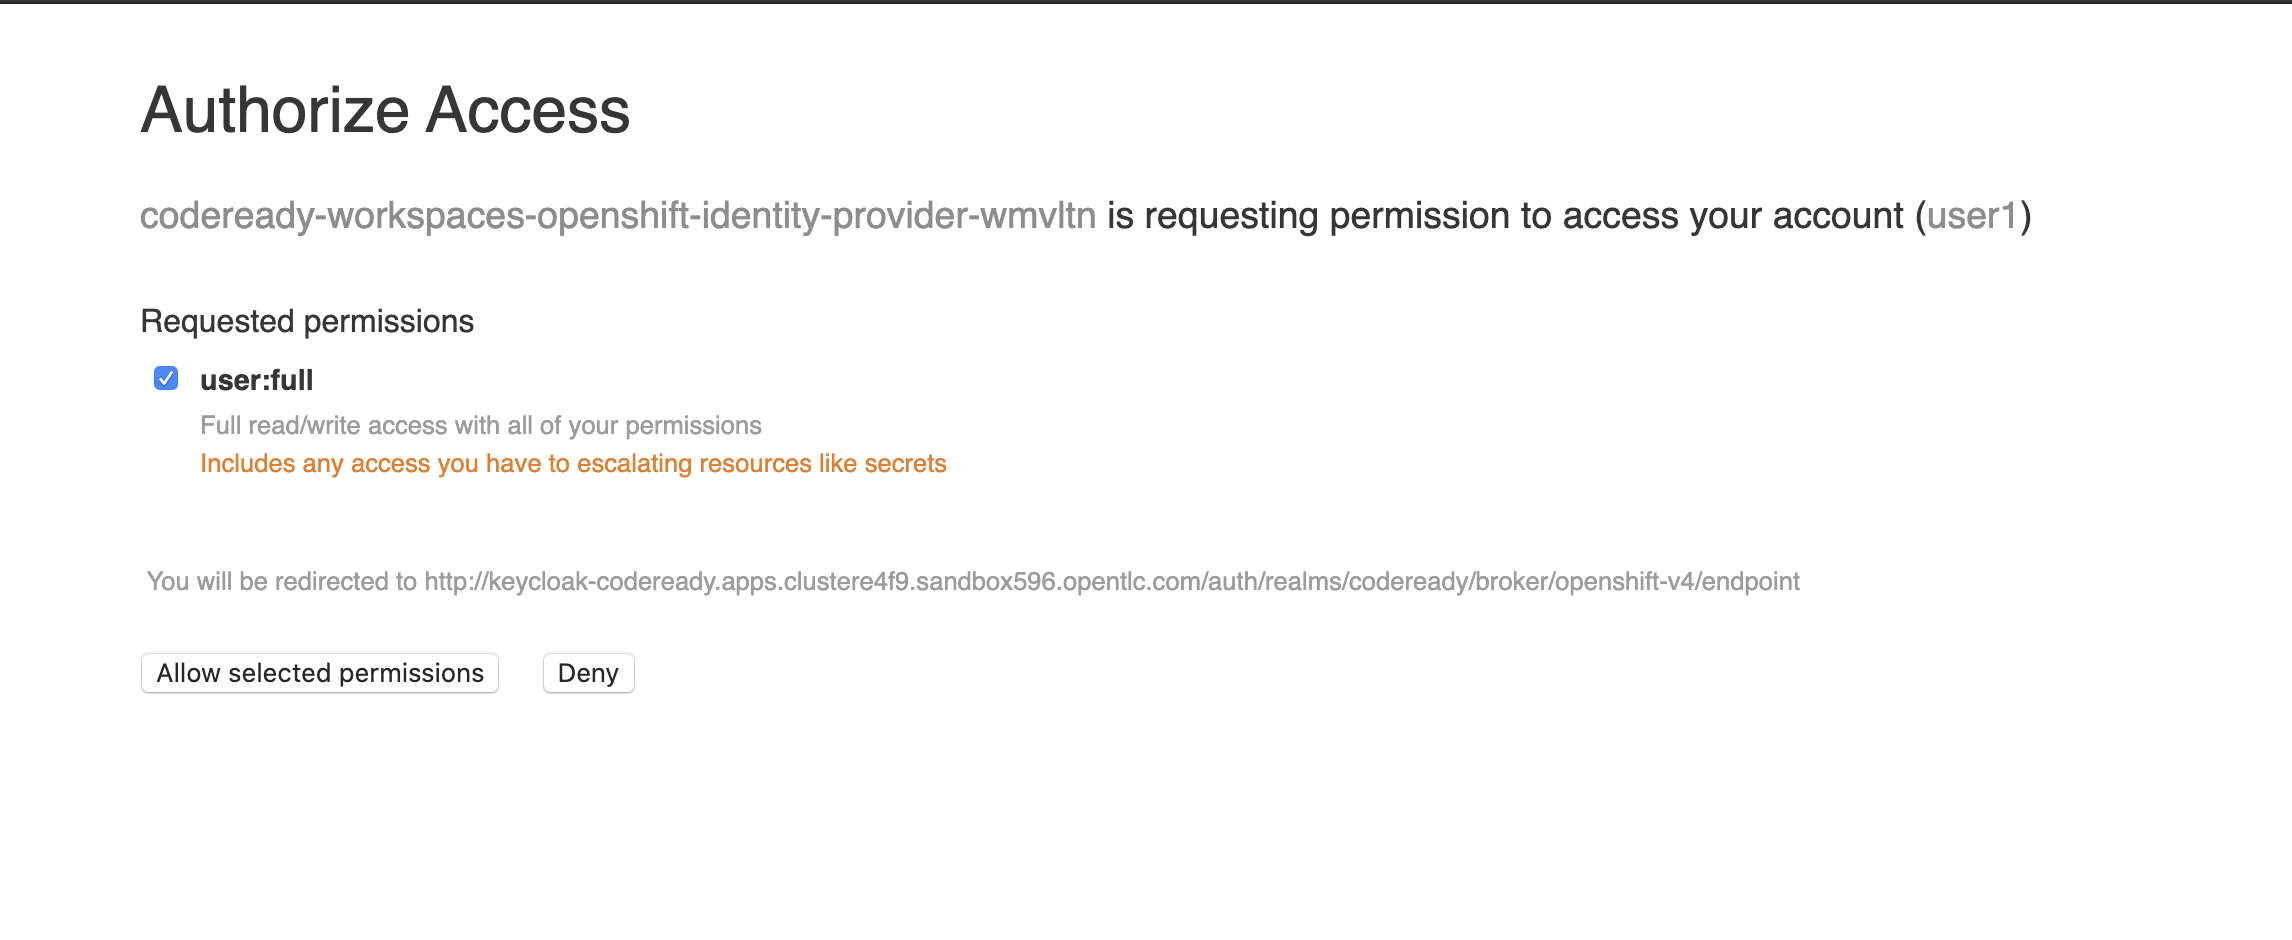 Authorize Access
codeready-workspaces-openshift-identity-provider-wmvltn is requesting permission to access your account (user1)
Requested permissions
user:full
Full read/write access with all of your permissions
Includes any access you have to escalating resources like secrets
You will be redirected to http://keycloak-codeready.apps.clustere4f9.sandbox596.opentlc.com/auth/realms/codeready/broker/openshift-v4/endpoint
Allow selected permissions Deny